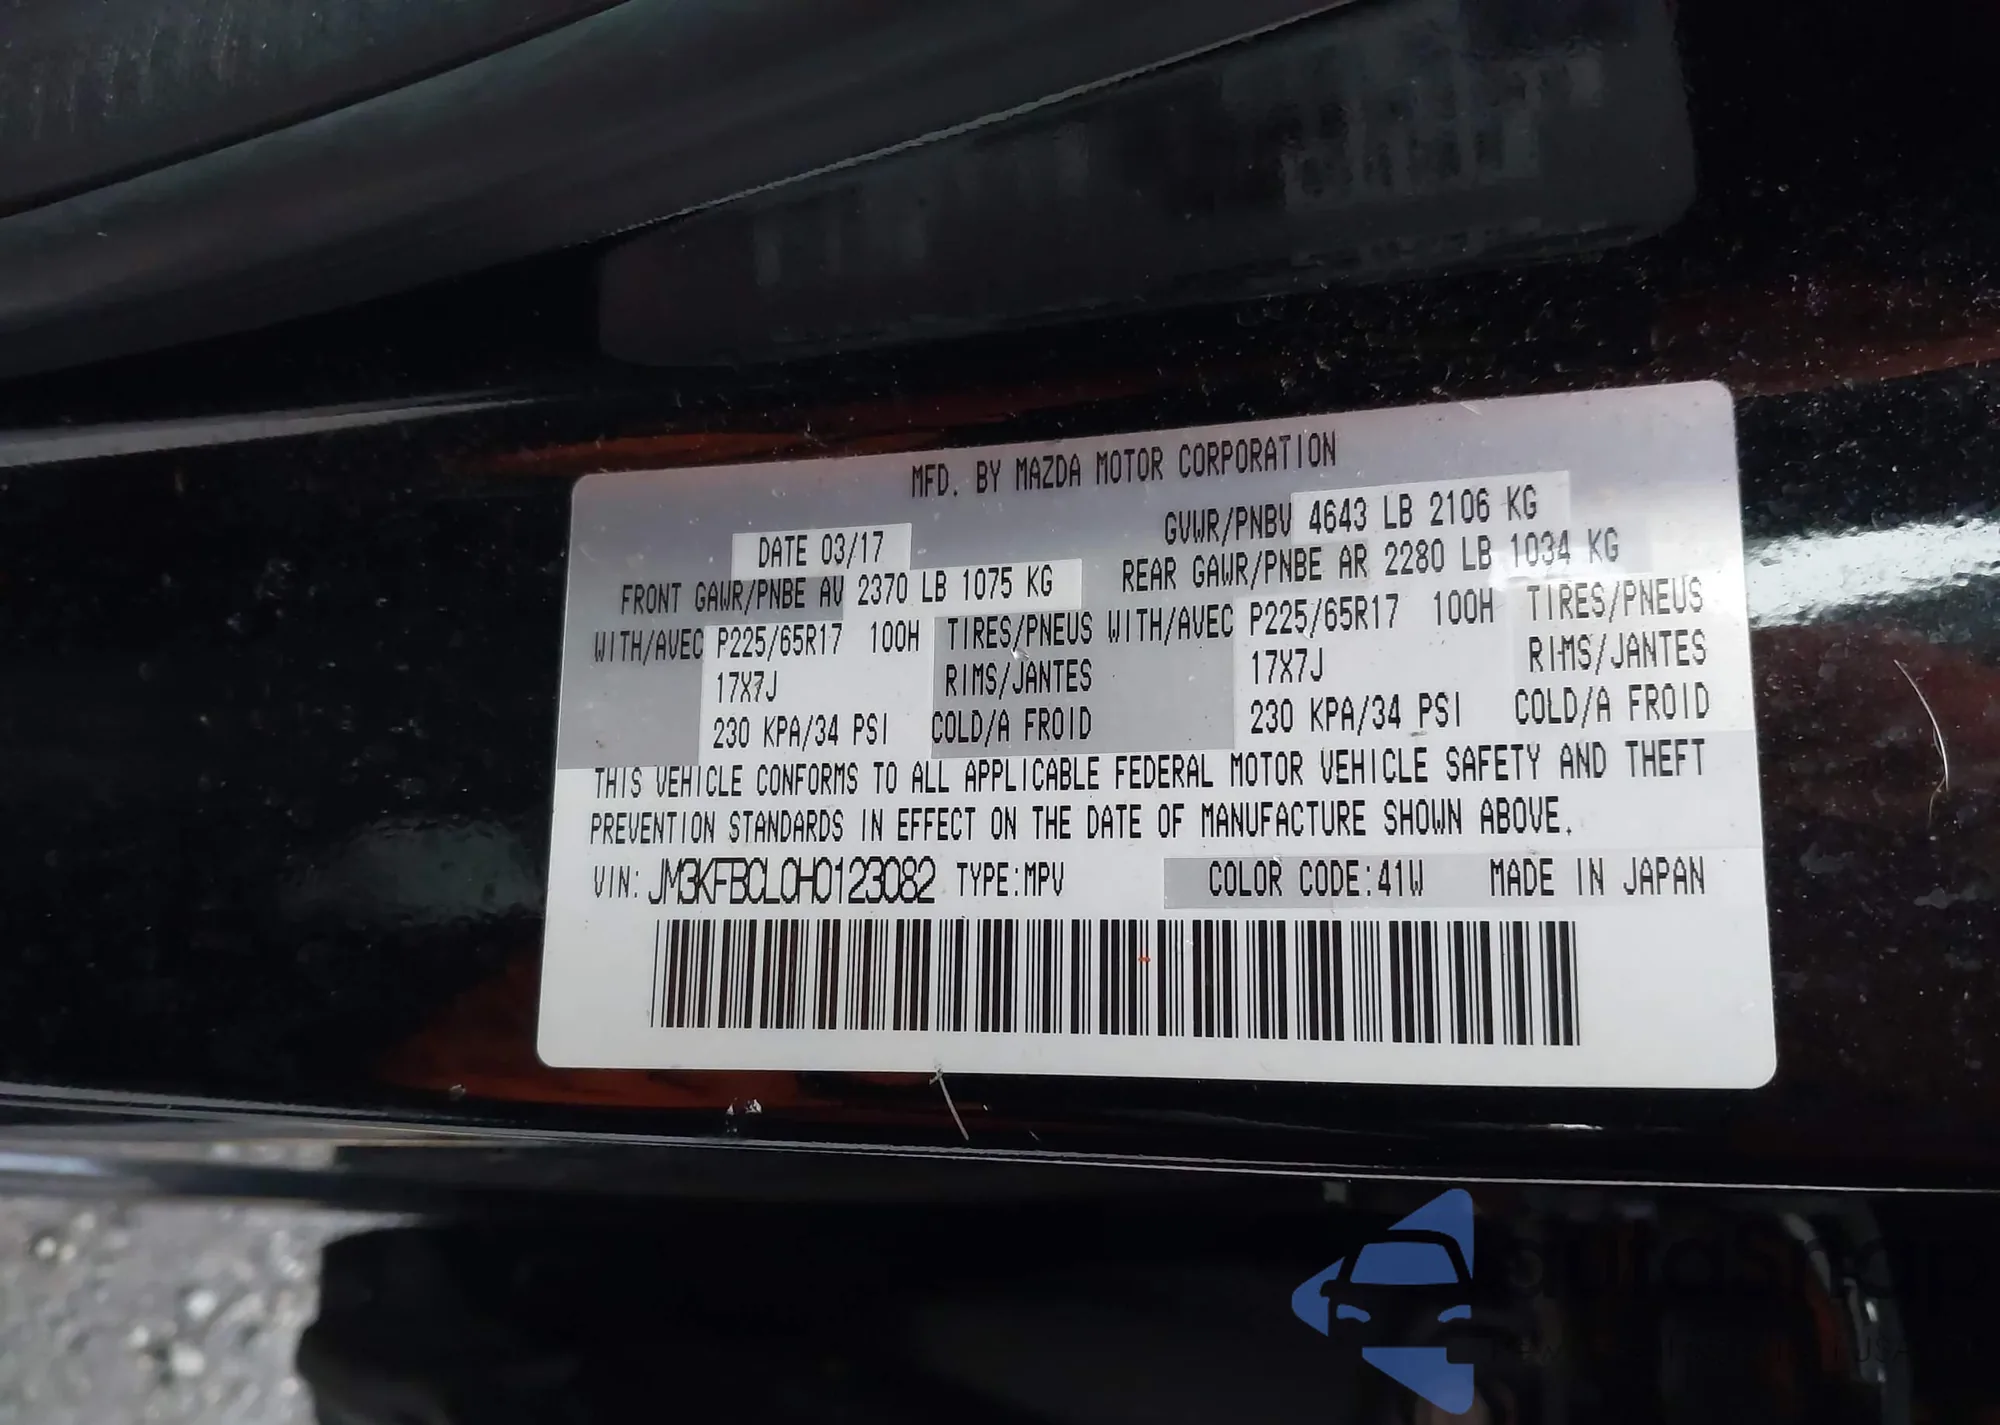 MFD. BY MAZDA MOTOR CORPORATION
DATE 03/17 GVWR/PNBV 4643 LB 2106 KG
FRONT GAWR/PNBE AV 2370 LB 1075 KG REAR GAWR/PNBE AR 2280 LB 1034 KG
WITH/AVEC P225/65R17 100H TIRES/PNEUS WITH/AVEC P225/65R17 100H TIRES/PNEUS
17X7J RIMS/JANTES 17X7J RIMS/JANTES
230 KPA/34 PSI COLD/A FROID 230 KPA/34 PSI COLD/A FROID
THIS VEHICLE CONFORMS TO ALL APPLICABLE FEDERAL MOTOR VEHICLE SAFETY AND THEFT
PREVENTION STANDARDS IN EFFECT ON THE DATE OF MANUFACTURE SHOWN ABOVE.
VIN: JM3KFBCL0H0123082 TYPE:MPV COLOR CODE:41W MADE IN JAPAN